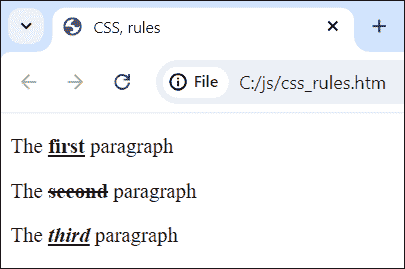 CSS, rules
File C:/js/css_rules.htm
The first paragraph
The second paragraph
The third paragraph